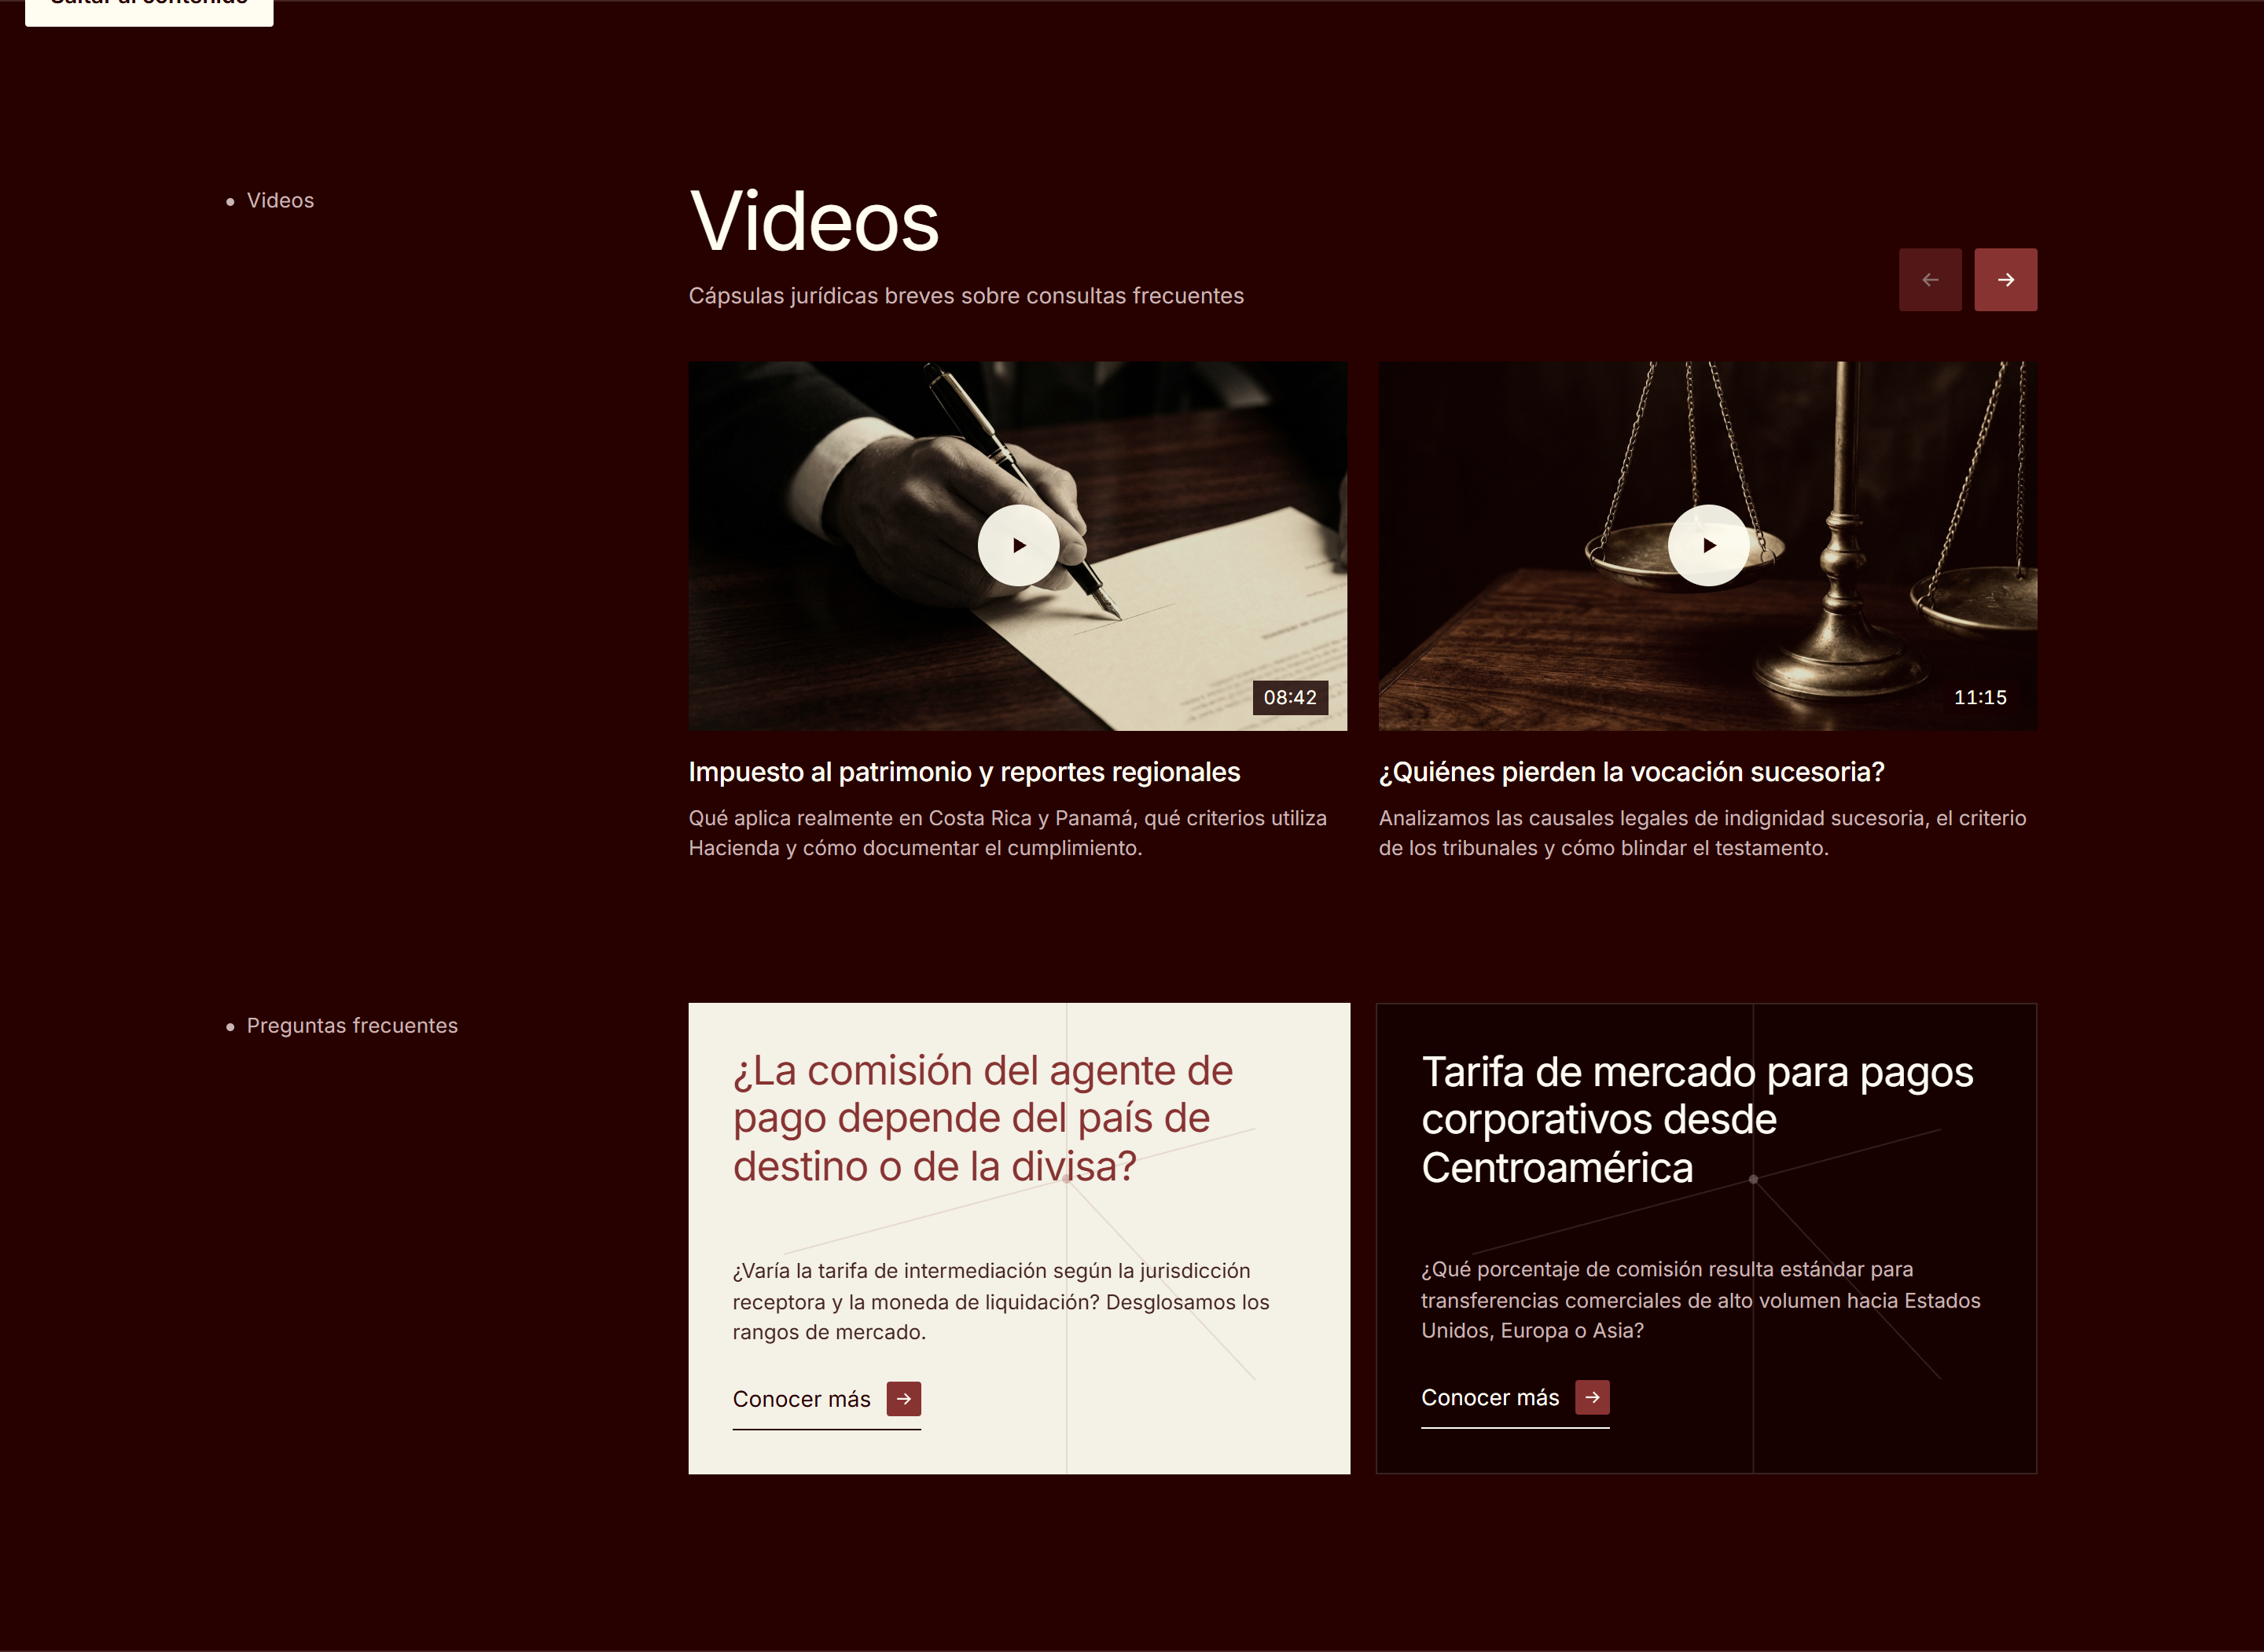 Saltar al contenido
Videos
Videos
Cápsulas jurídicas breves sobre consultas frecuentes
08:42
11:15
Impuesto al patrimonio y reportes regionales
¿Quiénes pierden la vocación sucesoria?
Qué aplica realmente en Costa Rica y Panamá, qué criterios utiliza
Hacienda y cómo documentar el cumplimiento.
Analizamos las causales legales de indignidad sucesoria, el criterio
de los tribunales y cómo blindar el testamento.
Preguntas frecuentes
¿La comisión del agente de
pago depende del país de
destino o de la divisa?
¿Varía la tarifa de intermediación según la jurisdicción
receptora y la moneda de liquidación? Desglosamos los
rangos de mercado.
Conocer más
Tarifa de mercado para pagos
corporativos desde
Centroamérica
¿Qué porcentaje de comisión resulta estándar para
transferencias comerciales de alto volumen hacia Estados
Unidos, Europa o Asia?
Conocer más